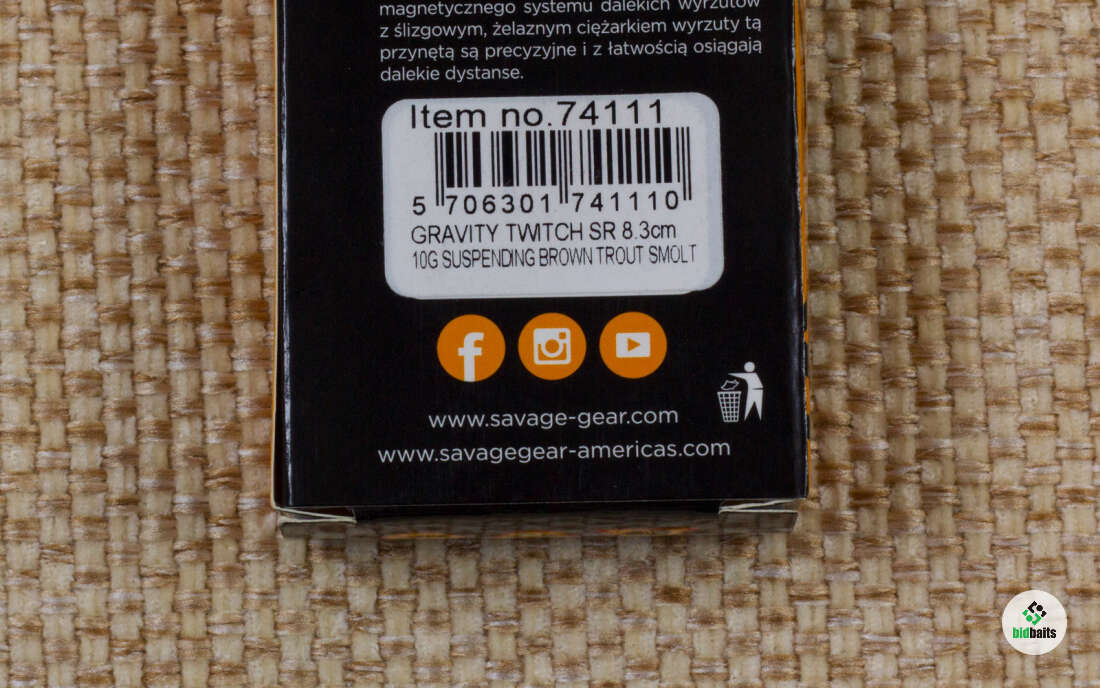 magnetycznego systemu dalekich wyrzutów
z ślizgowym, żelaznym ciężarkiem wyrzuty tą
przynętą są precyzyjne i z łatwością osiągają
dalekie dystanse.
Item no.74111
5 706301 741110
GRAVITY TWITCH SR 8.3cm
10G SUSPENDING BROWN TROUT SMOLT
www.savage-gear.com
www.savagegear-americas.com
bidbaits